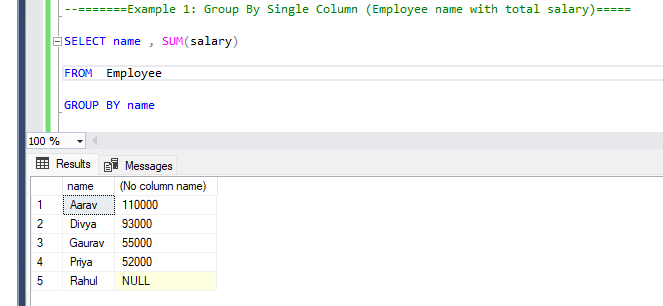 --=======Example 1: Group By Single Column (Employee name with total salary)=====
SELECT name , SUM(salary)
FROM  Employee
GROUP BY name
100 %
Results Messages
name (No column name)
1 Aarav 110000
2 Divya 93000
3 Gaurav 55000
4 Priya 52000
5 Rahul NULL